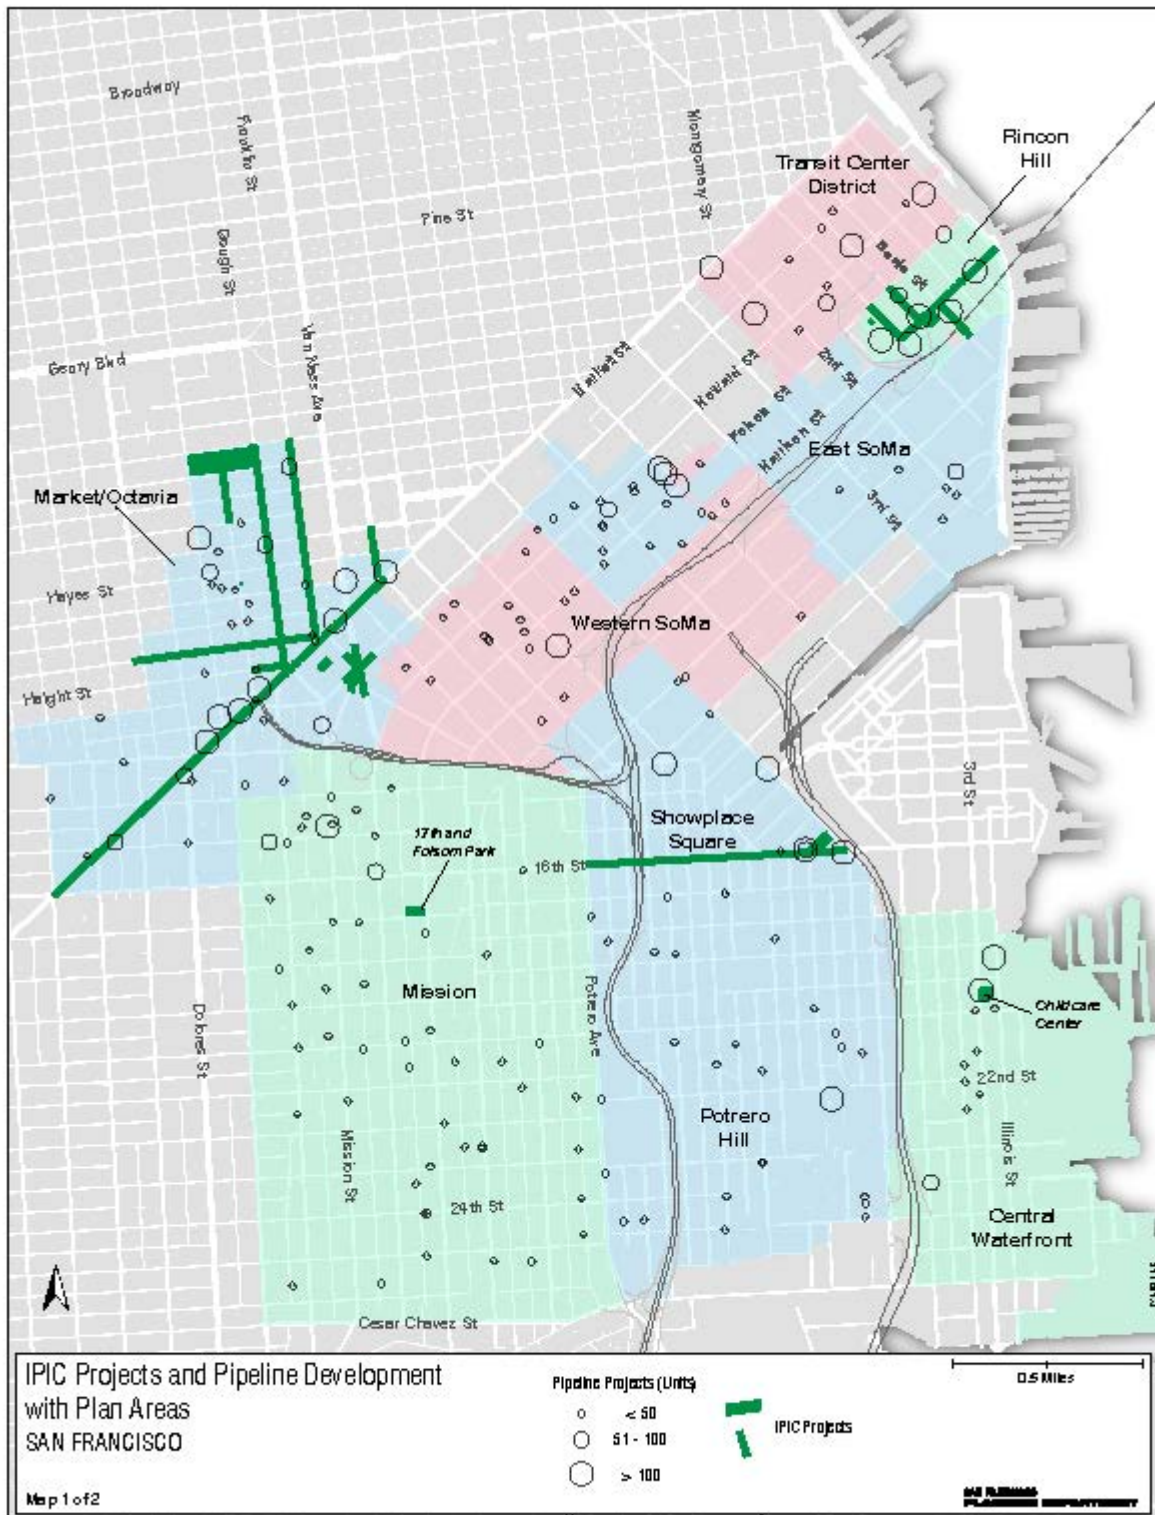 Broadway
Franklin St
Gough St
Pine St
Montgomery St
Transit Center
District
Rincon
Hill
Geary Blvd
Van Ness Ave
Market St
Howard St
2nd St
Folsom St
Harrison St
Beale St
East SoMa
3rd St
Market/Octavia
Hayes St
Haight St
Western SoMa
3rd St
Showplace
Square
17th and
Folsom Park
16th St
Mission
Potrero Ave
Dolores St
Childcare
Center
22nd St
Potrero
Hill
Mission St
Illinois St
24th St
Central
Waterfront
Cesar Chavez St
IPIC Projects and Pipeline Development
with Plan Areas
SAN FRANCISCO
Map 1 of 2
Pipeline Projects (Units)
< 50
51 - 100
> 100
IPIC Projects
0.5 Miles
SAN FRANCISCO
PLANNING DEPARTMENT